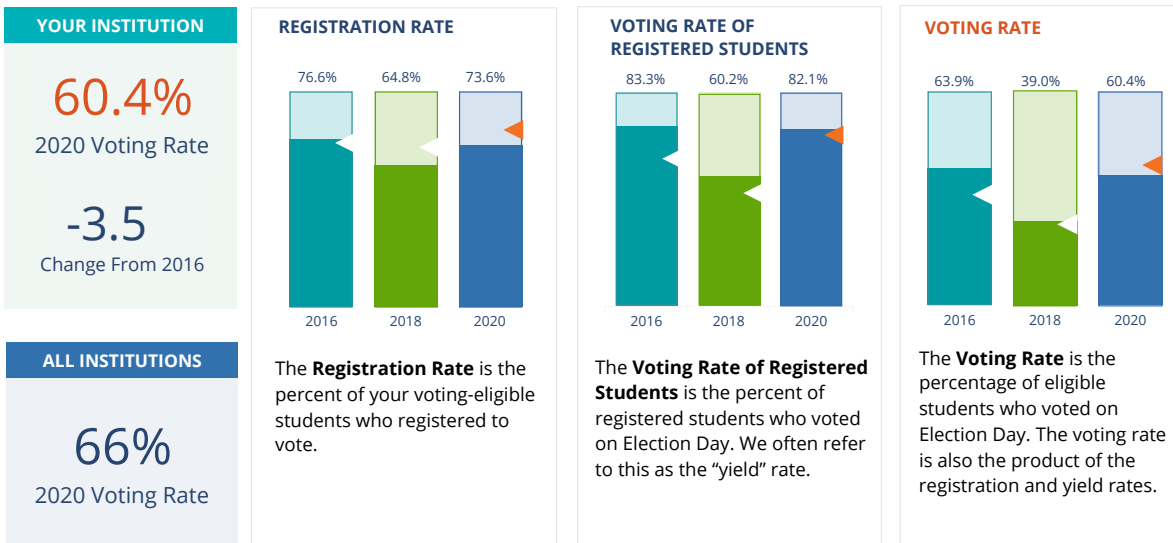 YOUR INSTITUTION
60.4%
2020 Voting Rate
-3.5
Change From 2016
ALL INSTITUTIONS
66%
2020 Voting Rate
REGISTRATION RATE
76.6% 64.8% 73.6%
2016 2018 2020
The Registration Rate is the
percent of your voting-eligible
students who registered to
vote.
VOTING RATE OF
REGISTERED STUDENTS
83.3% 60.2% 82.1%
2016 2018 2020
The Voting Rate of Registered
Students is the percent of
registered students who voted
on Election Day. We often refer
to this as the “yield” rate.
VOTING RATE
63.9% 39.0% 60.4%
2016 2018 2020
The Voting Rate is the
percentage of eligible
students who voted on
Election Day. The voting rate
is also the product of the
registration and yield rates.